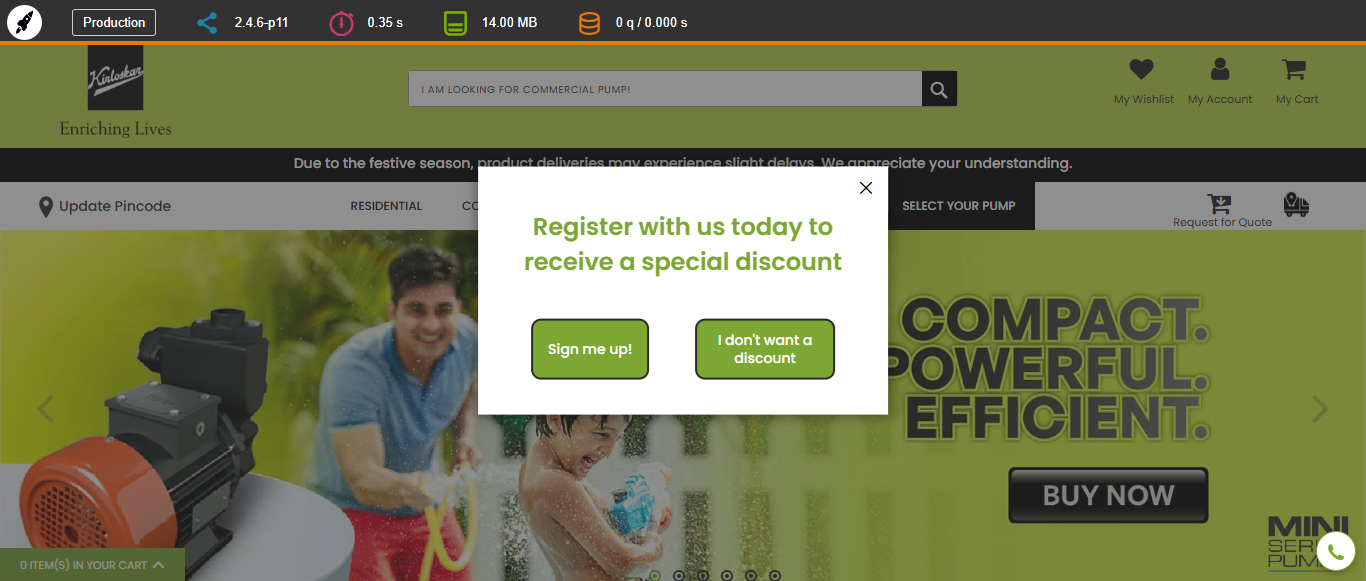 Production
2.4.6-p11
0.35 s
14.00 MB
0 q / 0.000 s
Kirloskar
Enriching Lives
I AM LOOKING FOR COMMERCIAL PUMP!
My Wishlist
My Account
My Cart
Due to the festive season, product deliveries may experience slight delays. We appreciate your understanding.
Update Pincode
RESIDENTIAL
CO
SELECT YOUR PUMP
Request for Quote
Register with us today to
receive a special discount
Sign me up!
I don't want a
discount
COMPACT.
POWERFUL.
EFFICIENT.
BUY NOW
MINI
PUM
0 ITEM(S) IN YOUR CART